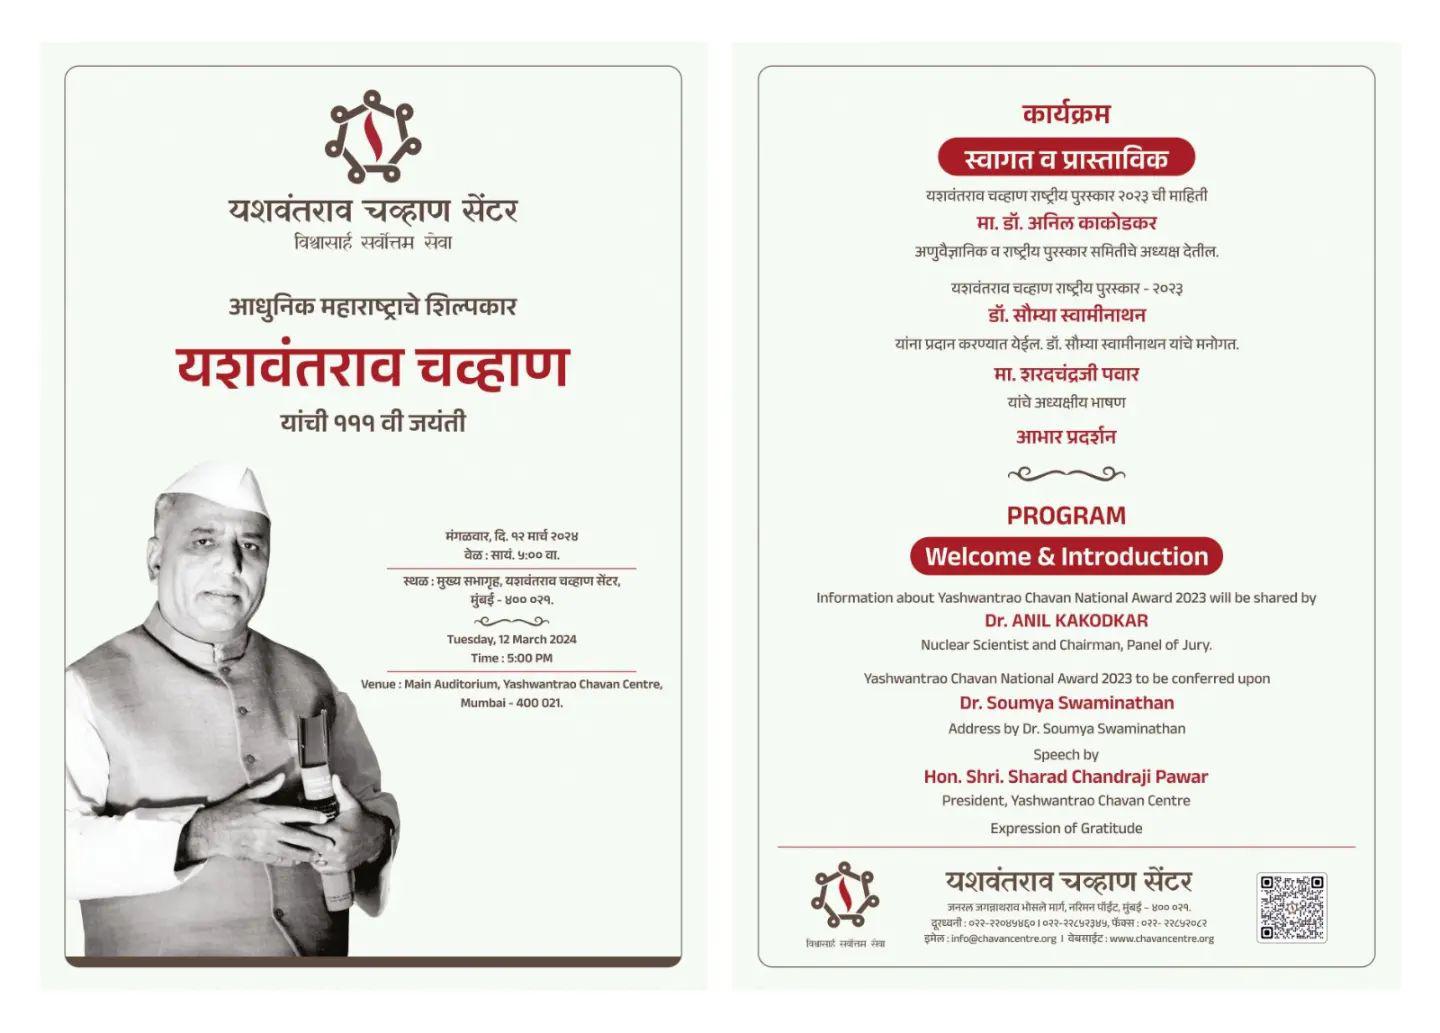 यशवंतराव चव्हाण सेंटर
विश्वासार्ह सर्वोत्तम सेवा
आधुनिक महाराष्ट्राचे शिल्पकार
यशवंतराव चव्हाण
यांची १११ वी जयंती
मंगळवार, दि. १२ मार्च २०२४
वेळ : सायं. ५:०० वा.
स्थळ : मुख्य सभागृह, यशवंतराव चव्हाण सेंटर,
मुंबई - ४०० ०२१.
Tuesday, 12 March 2024
Time : 5:00 PM
Venue : Main Auditorium, Yashwantrao Chavan Centre,
Mumbai - 400 021.
कार्यक्रम
स्वागत व प्रास्ताविक
यशवंतराव चव्हाण राष्ट्रीय पुरस्कार २०२३ ची माहिती
मा. डॉ. अनिल काकोडकर
अणुवैज्ञानिक व राष्ट्रीय पुरस्कार समितीचे अध्यक्ष देतील.
यशवंतराव चव्हाण राष्ट्रीय पुरस्कार - २०२३
डॉ. सौम्या स्वामीनाथन
यांना प्रदान करण्यात येईल. डॉ. सौम्या स्वामीनाथन यांचे मनोगत.
मा. शरदचंद्रजी पवार
यांचे अध्यक्षीय भाषण
आभार प्रदर्शन
PROGRAM
Welcome & Introduction
Information about Yashwantrao Chavan National Award 2023 will be shared by
Dr. ANIL KAKODKAR
Nuclear Scientist and Chairman, Panel of Jury.
Yashwantrao Chavan National Award 2023 to be conferred upon
Dr. Soumya Swaminathan
Address by Dr. Soumya Swaminathan
Speech by
Hon. Shri. Sharad Chandraji Pawar
President, Yashwantrao Chavan Centre
Expression of Gratitude
विश्वासार्ह सर्वोत्तम सेवा
यशवंतराव चव्हाण सेंटर
जनरल जगन्नाथराव भोसले मार्ग, नरिमन पॉईंट, मुंबई – ४०० ०२१.
दूरध्वनी : ०२२-२२०४५४६० । ०२२-२२८५२३४५, फॅक्स : ०२२- २२८५२०८२
इमेल : info@chavancentre.org । वेबसाईट : www.chavancentre.org